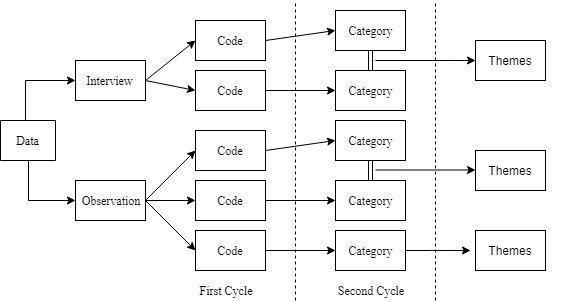 Code
Category
Themes
Interview
Code
Category
Data
Code
Category
Themes
Observation
Code
Category
Code
Category
Themes
First Cycle
Second Cycle